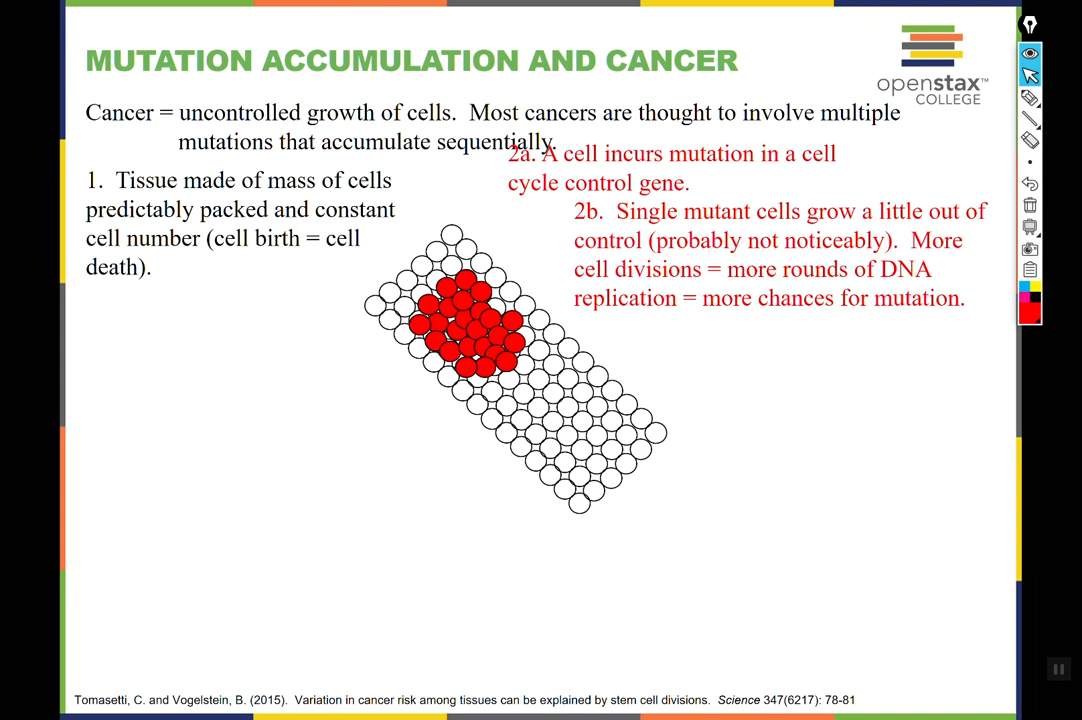 MUTATION ACCUMULATION AND CANCER
openstax™
COLLEGE
Cancer = uncontrolled growth of cells. Most cancers are thought to involve multiple
mutations that accumulate sequentially.
1. Tissue made of mass of cells
predictably packed and constant
cell number (cell birth = cell
death).
2a. A cell incurs mutation in a cell
cycle control gene.
2b. Single mutant cells grow a little out of
control (probably not noticeably). More
cell divisions = more rounds of DNA
replication = more chances for mutation.
Tomasetti, C. and Vogelstein, B. (2015). Variation in cancer risk among tissues can be explained by stem cell divisions. Science 347(6217): 78-81